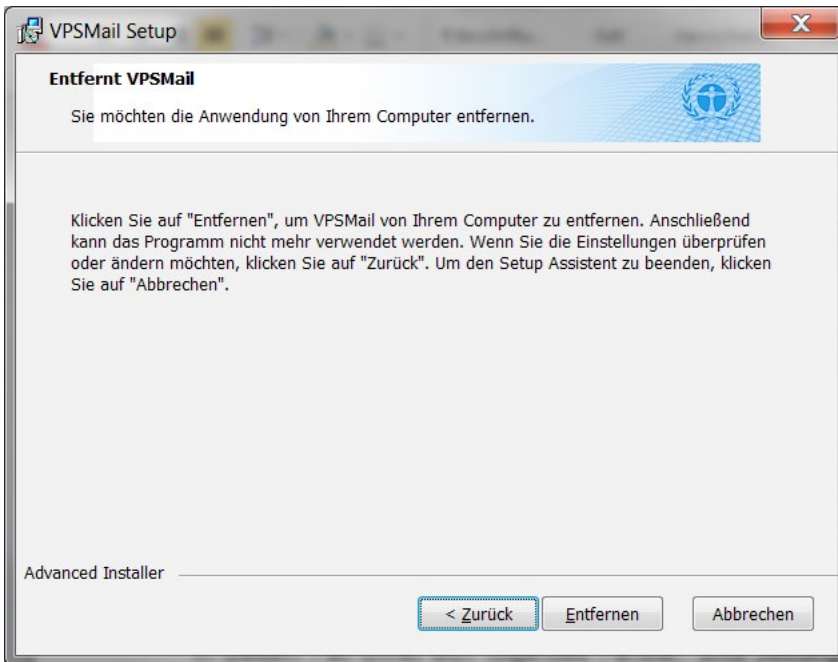 VPSMail Setup
Entfernt VPSMail
Sie möchten die Anwendung von Ihrem Computer entfernen.
Klicken Sie auf "Entfernen", um VPSMail von Ihrem Computer zu entfernen. Anschließend
kann das Programm nicht mehr verwendet werden. Wenn Sie die Einstellungen überprüfen
oder ändern möchten, klicken Sie auf "Zurück". Um den Setup Assistent zu beenden, klicken
Sie auf "Abbrechen".
Advanced Installer
< Zurück Entfernen Abbrechen